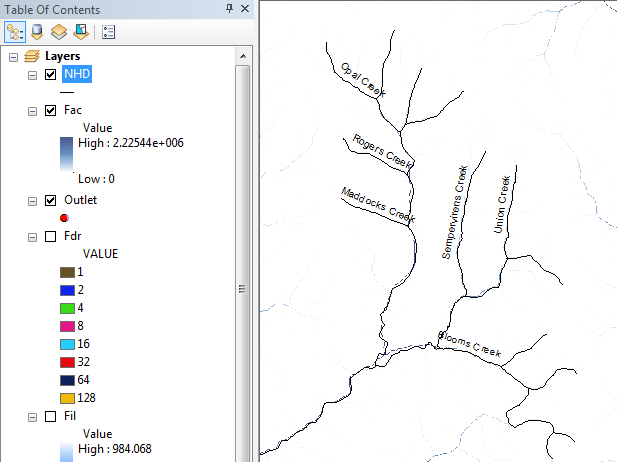 Table Of Contents
Layers
NHD
Fac
Value
High : 2.22544e+006
Low : 0
Outlet
Fdr
VALUE
1
2
4
8
16
32
64
128
Fil
Value
High : 984.068
Opal Creek
Rogers Creek
Maddocks Creek
Sempervirens Creek
Union Creek
Blooms Creek